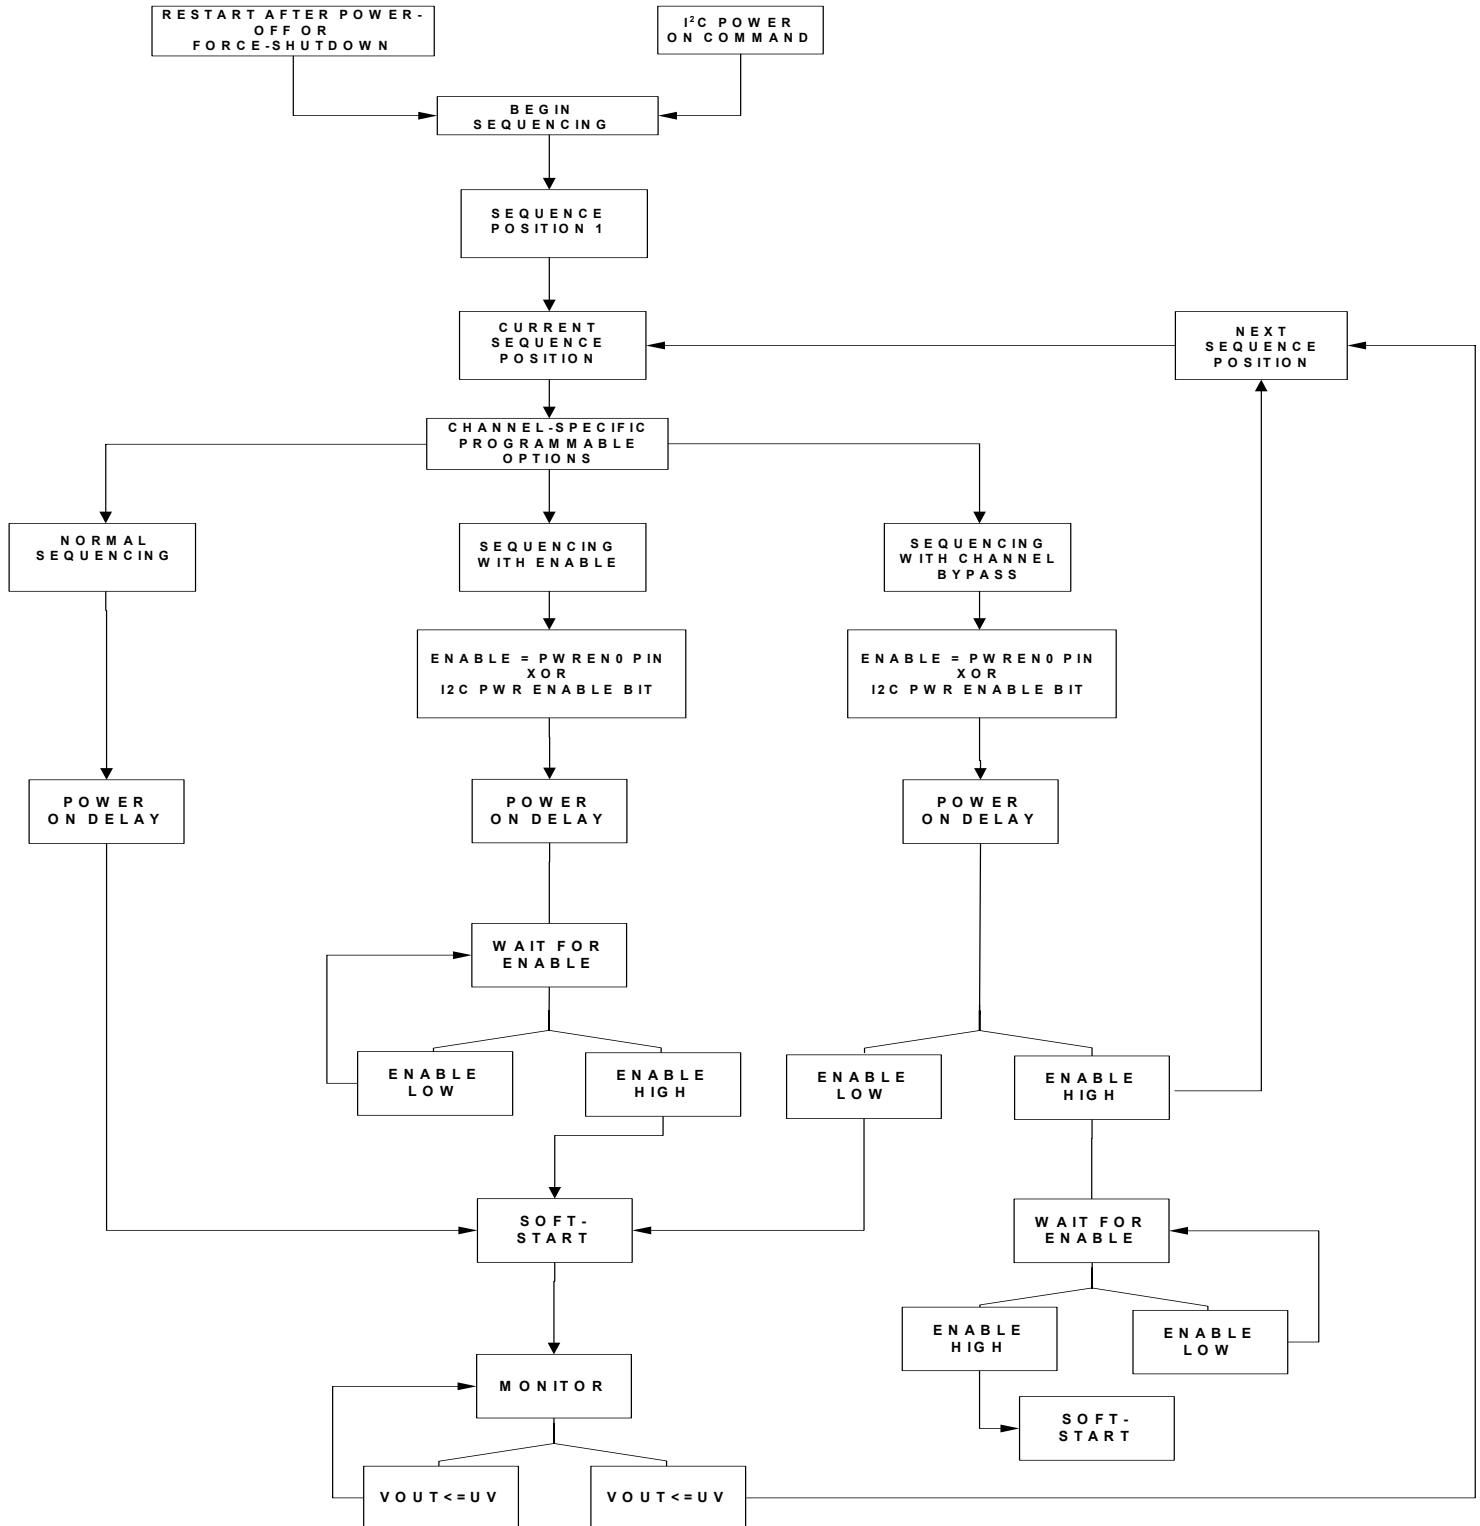 RESTART AFTER POWER-
OFF OR
FORCE-SHUTDOWN
I²C POWER
ON COMMAND
BEGIN
SEQUENCING
SEQUENCE
POSITION 1
CURRENT
SEQUENCE
POSITION
NEXT
SEQUENCE
POSITION
CHANNEL-SPECIFIC
PROGRAMMABLE
OPTIONS
NORMAL
SEQUENCING
SEQUENCING
WITH ENABLE
SEQUENCING
WITH CHANNEL
BYPASS
ENABLE = PWREN0 PIN
XOR
I2C PWR ENABLE BIT
ENABLE = PWREN0 PIN
XOR
I2C PWR ENABLE BIT
POWER
ON DELAY
POWER
ON DELAY
POWER
ON DELAY
WAIT FOR
ENABLE
ENABLE
LOW
ENABLE
HIGH
ENABLE
LOW
ENABLE
HIGH
SOFT-
START
WAIT FOR
ENABLE
ENABLE
HIGH
ENABLE
LOW
MONITOR
SOFT-
START
VOUT<=UV
VOUT<=UV